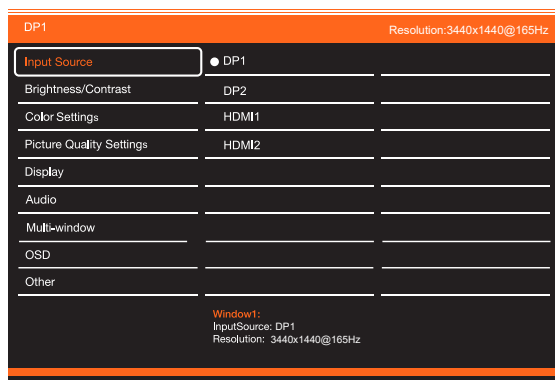 DP1
Resolution:3440x1440@165Hz
Input Source
DP1
Brightness/Contrast
DP2
Color Settings
HDMI1
Picture Quality Settings
HDMI2
Display
Audio
Multi-window
OSD
Other
Window1:
InputSource: DP1
Resolution: 3440x1440@165Hz